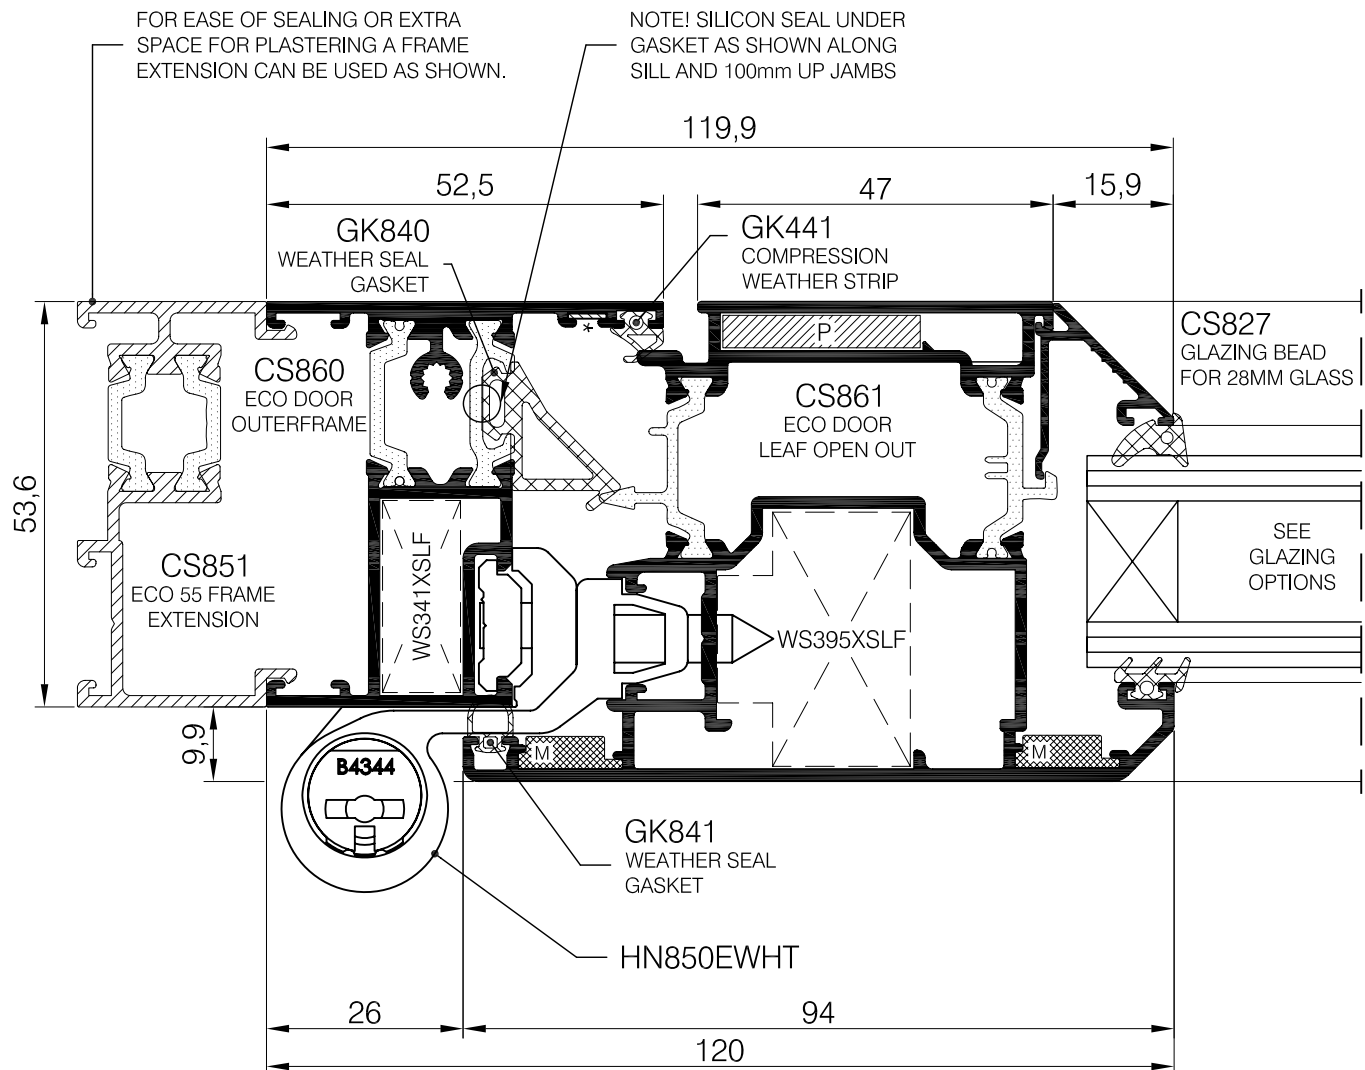 FOR EASE OF SEALING OR EXTRA
SPACE FOR PLASTERING A FRAME
EXTENSION CAN BE USED AS SHOWN.
NOTE! SILICON SEAL UNDER
GASKET AS SHOWN ALONG
SILL AND 100mm UP JAMBS
119,9
52,5
47
15,9
GK840
WEATHER SEAL
GASKET
GK441
COMPRESSION
WEATHER STRIP
CS827
GLAZING BEAD
FOR 28MM GLASS
*
P
CS860
ECO DOOR
OUTERFRAME
CS861
ECO DOOR
LEAF OPEN OUT
53,6
CS851
ECO 55 FRAME
EXTENSION
WS341XSLF
WS395XSLF
SEE
GLAZING
OPTIONS
9,9
M
M
B4344
GK841
WEATHER SEAL
GASKET
HN850EWHT
26
94
120